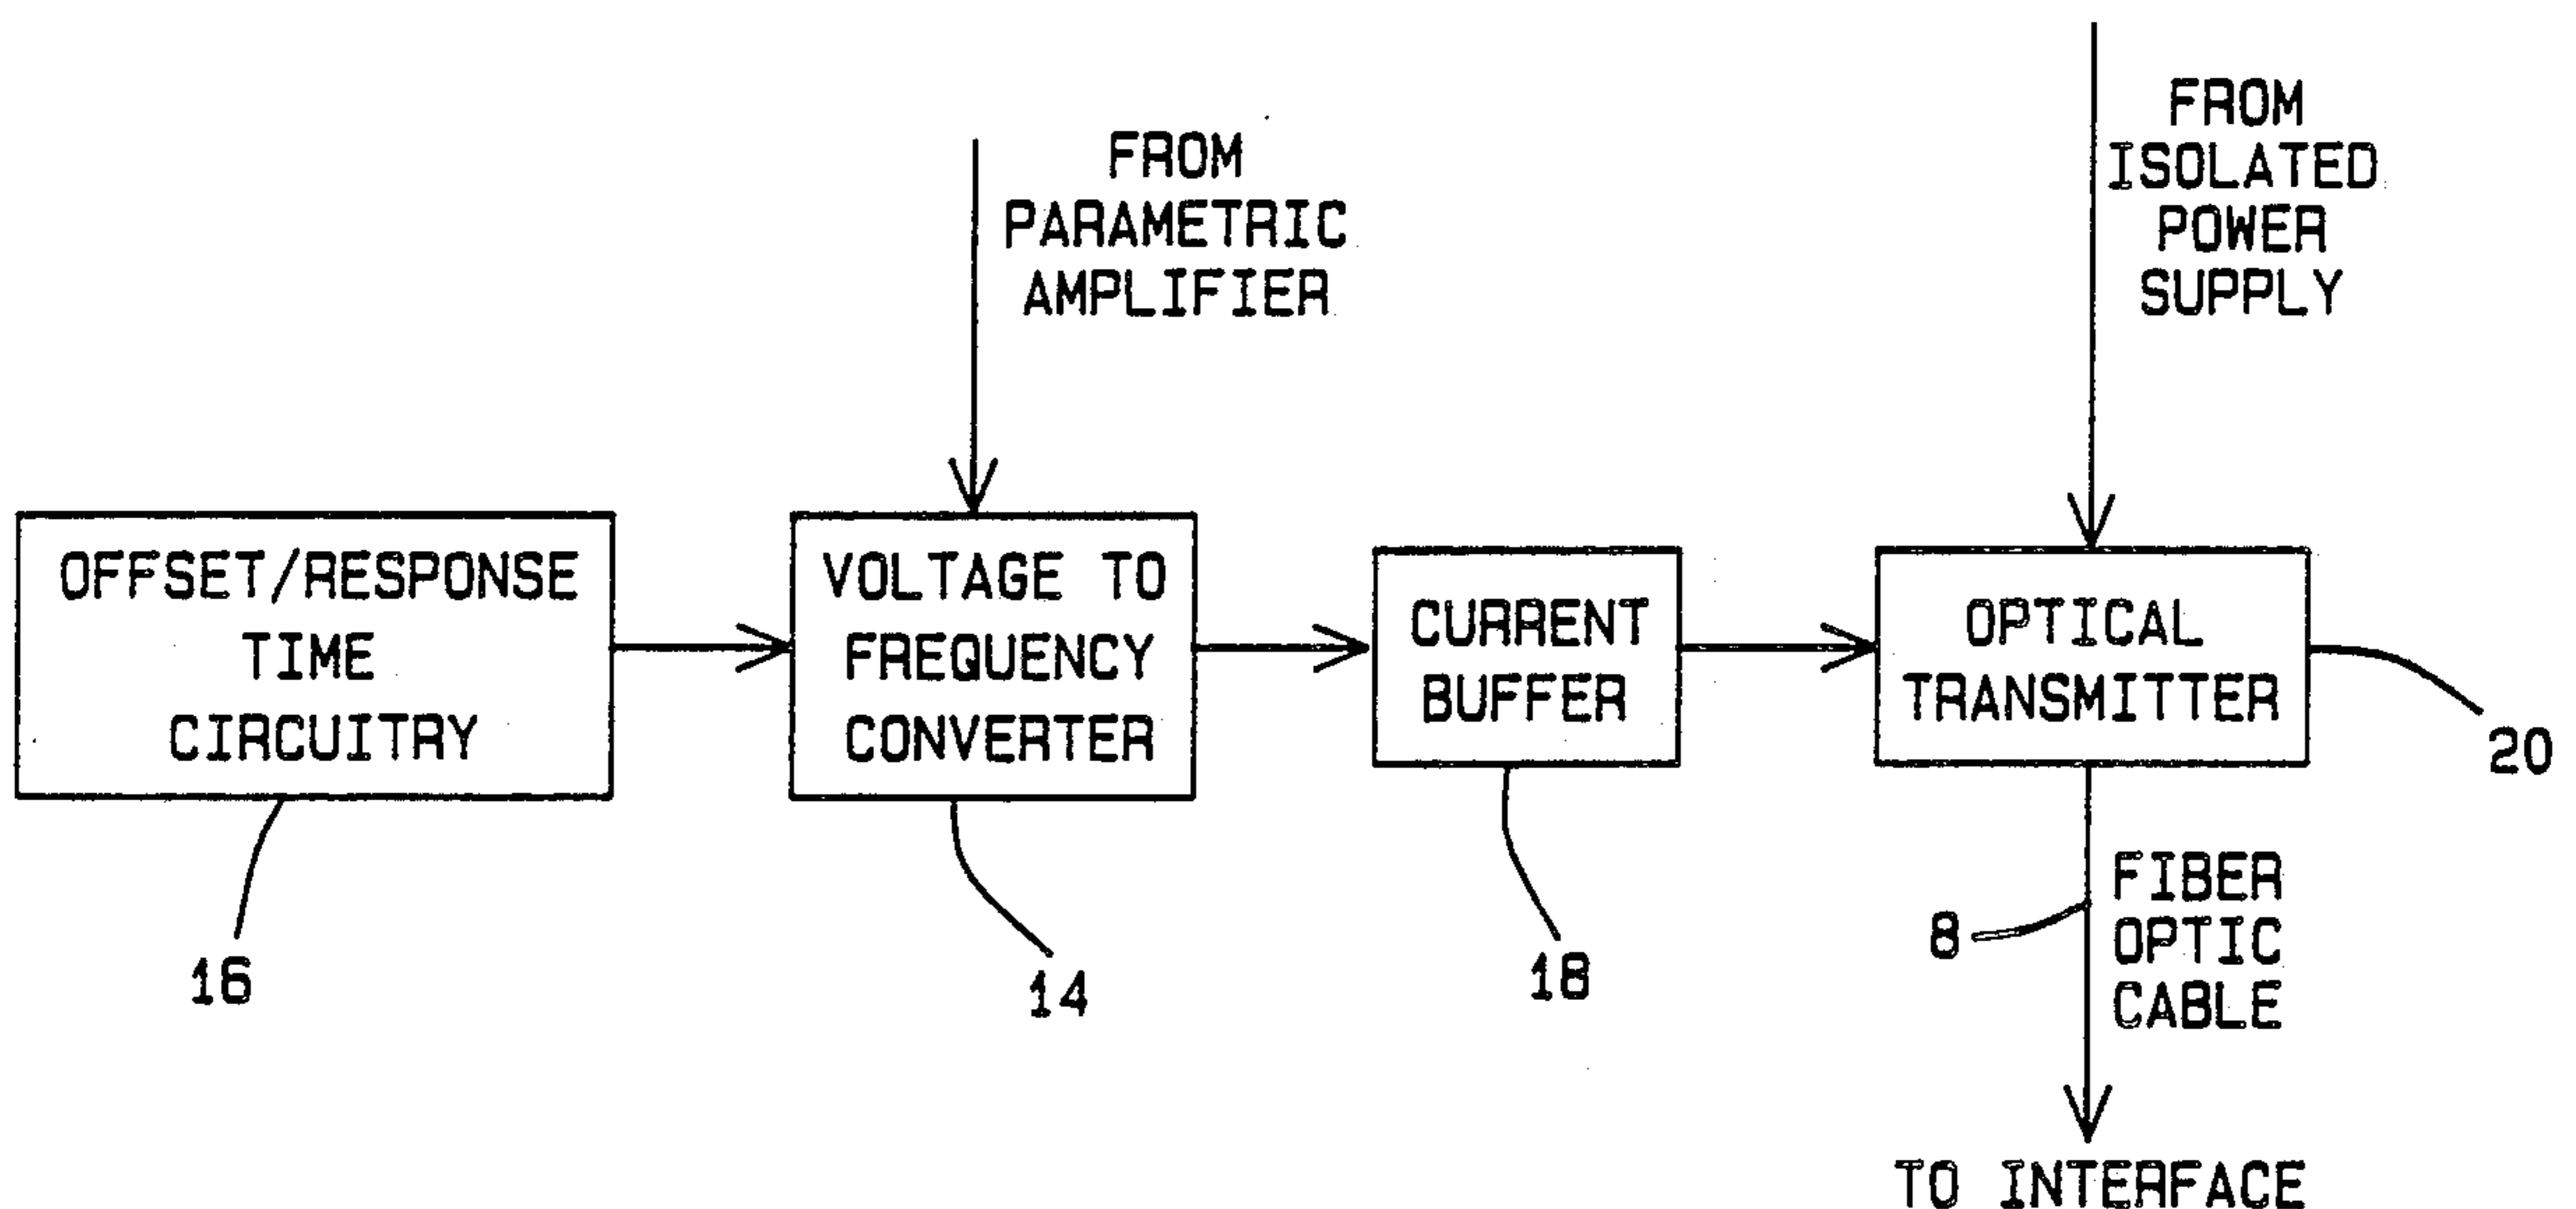 FROM
PARAMETRIC
AMPLIFIER
FROM
ISOLATED
POWER
SUPPLY
OFFSET/RESPONSE
TIME
CIRCUITRY
VOLTAGE TO
FREQUENCY
CONVERTER
CURRENT
BUFFER
OPTICAL
TRANSMITTER
16
14
18
20
8
FIBER
OPTIC
CABLE
TO INTERFACE